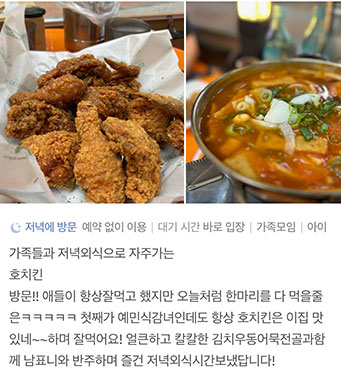 저녁에 방문 예약 없이 이용 대기 시간 바로 입장 가족모임 아이
가족들과 저녁외식으로 자주가는
호치킨
방문!! 애들이 항상잘먹고 했지만 오늘처럼 한마리를 다 먹을줄
은ㅋㅋㅋㅋㅋ 첫째가 예민식감녀인데도 항상 호치킨은 이집 맛
있네~~하며 잘먹어요! 얼큰하고 칼칼한 김치우동어묵전골과함
께 남표니와 반주하며 즐건 저녁외식시간보냈답니다!